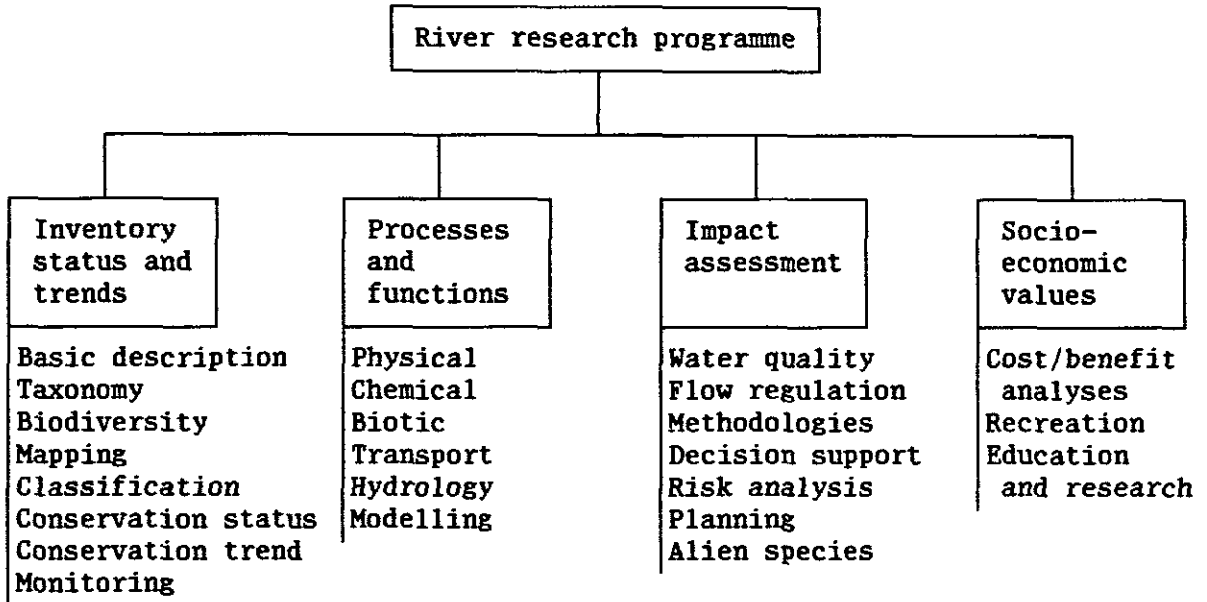 River research programme
Inventory
status and
trends
Basic description
Taxonomy
Biodiversity
Mapping
Classification
Conservation status
Conservation trend
Monitoring
Processes
and
functions
Physical
Chemical
Biotic
Transport
Hydrology
Modelling
Impact
assessment
Water quality
Flow regulation
Methodologies
Decision support
Risk analysis
Planning
Alien species
Socio-
economic
values
Cost/benefit
analyses
Recreation
Education
and research